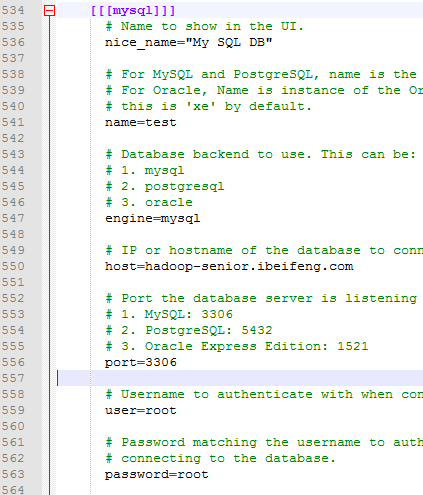 534 [[[mysql]]]
535 # Name to show in the UI.
536 nice_name="My SQL DB"
537
538 # For MySQL and PostgreSQL, name is the
539 # For Oracle, Name is instance of the Or
540 # this is 'xe' by default.
541 name=test
542
543 # Database backend to use. This can be:
544 # 1. mysql
545 # 2. postgresql
546 # 3. oracle
547 engine=mysql
548
549 # IP or hostname of the database to conn
550 host=hadoop-senior.ibeifeng.com
551
552 # Port the database server is listening
553 # 1. MySQL: 3306
554 # 2. PostgreSQL: 5432
555 # 3. Oracle Express Edition: 1521
556 port=3306
557
558 # Username to authenticate with when con
559 user=root
560
561 # Password matching the username to auth
562 # connecting to the database.
563 password=root
564